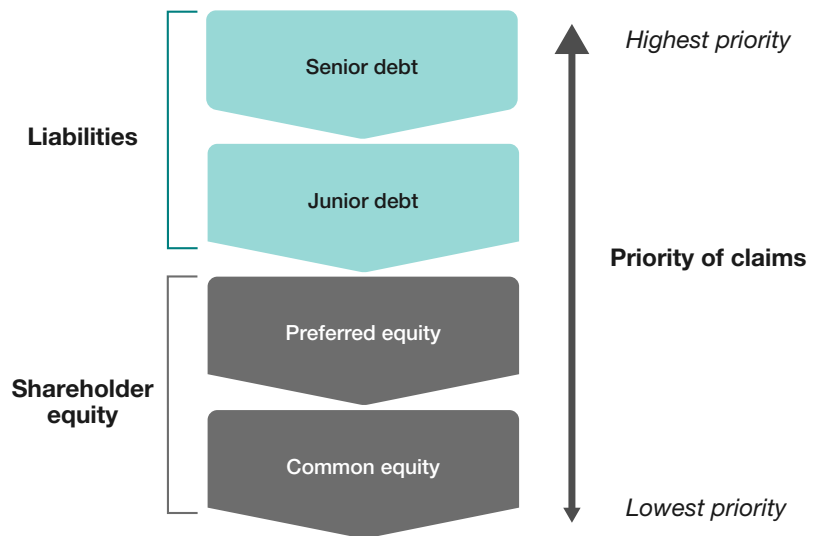 Senior debt
Highest priority
Liabilities
Junior debt
Priority of claims
Preferred equity
Shareholder
equity
Common equity
Lowest priority